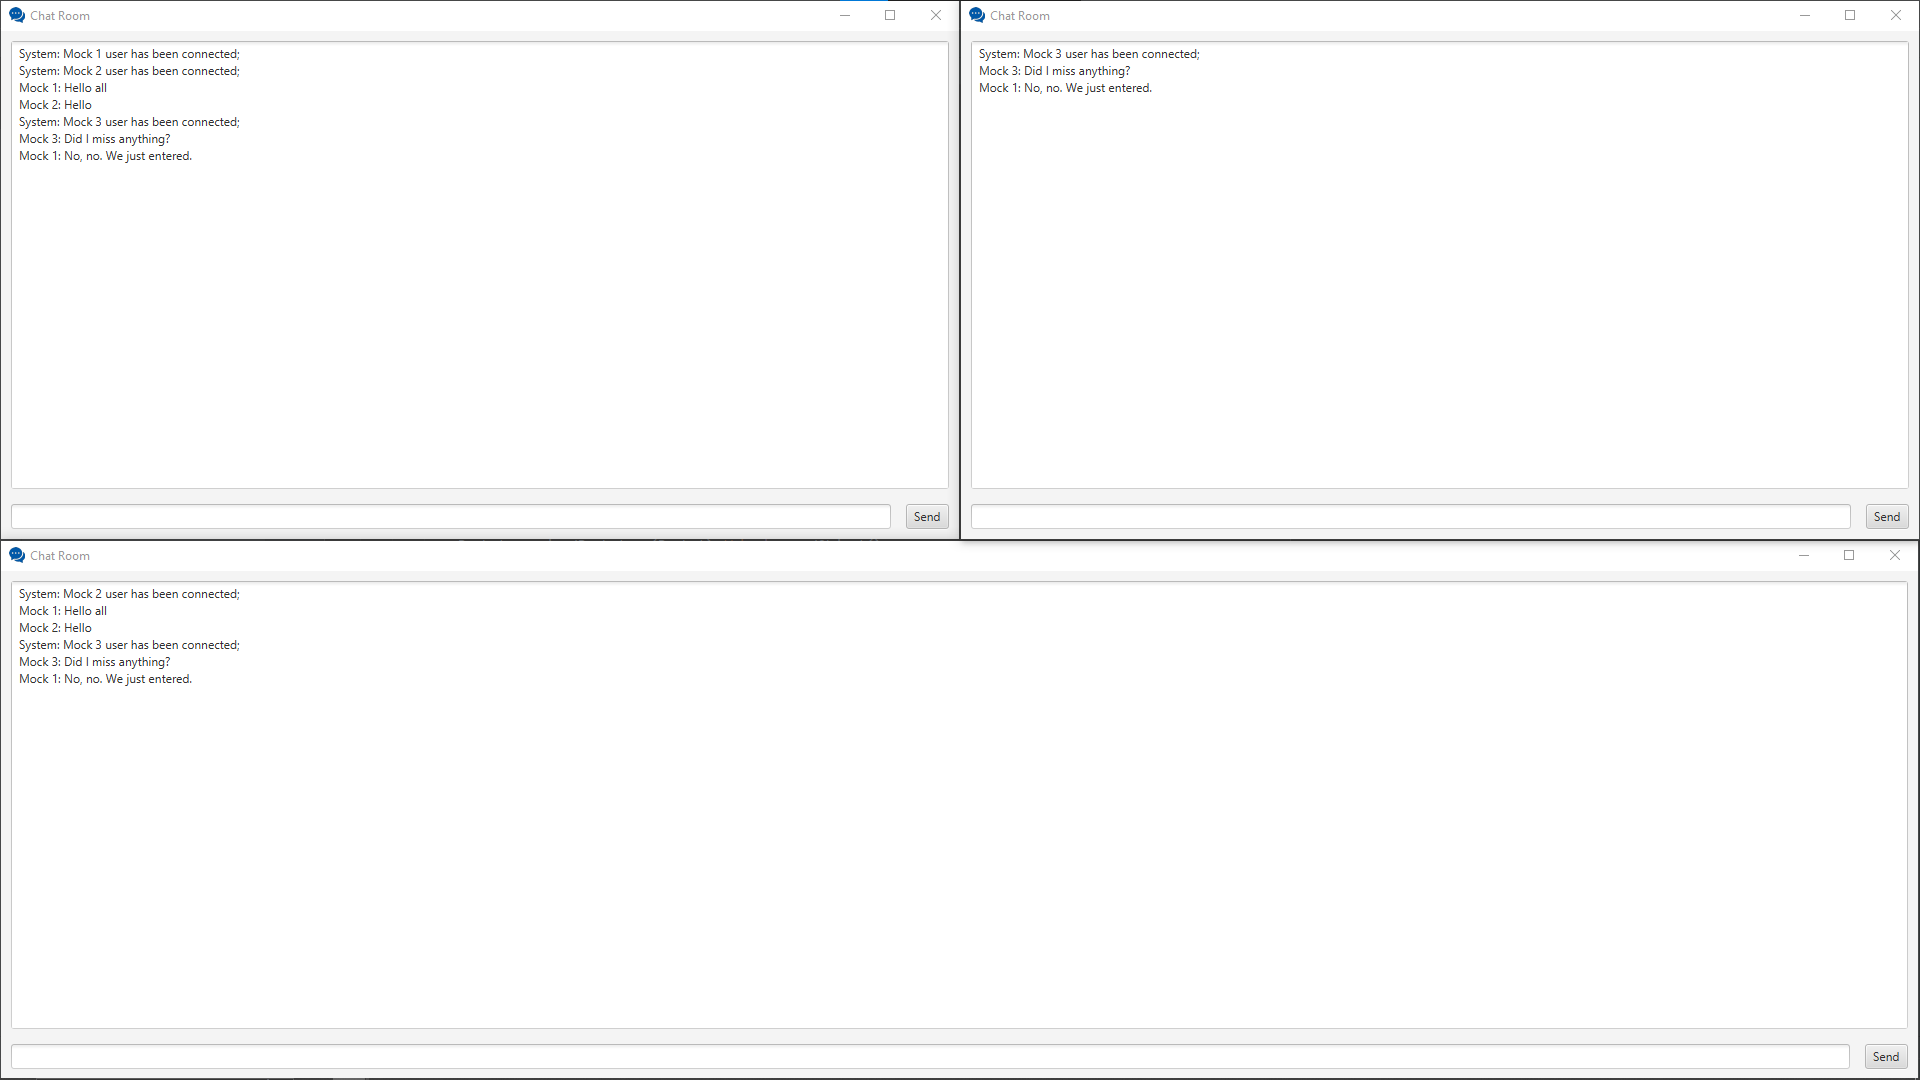 Chat Room
System: Mock 1 user has been connected;
System: Mock 2 user has been connected;
Mock 1: Hello all
Mock 2: Hello
System: Mock 3 user has been connected;
Mock 3: Did I miss anything?
Mock 1: No, no. We just entered.
Send
Chat Room
System: Mock 3 user has been connected;
Mock 3: Did I miss anything?
Mock 1: No, no. We just entered.
Send
Chat Room
System: Mock 2 user has been connected;
Mock 1: Hello all
Mock 2: Hello
System: Mock 3 user has been connected;
Mock 3: Did I miss anything?
Mock 1: No, no. We just entered.
Send